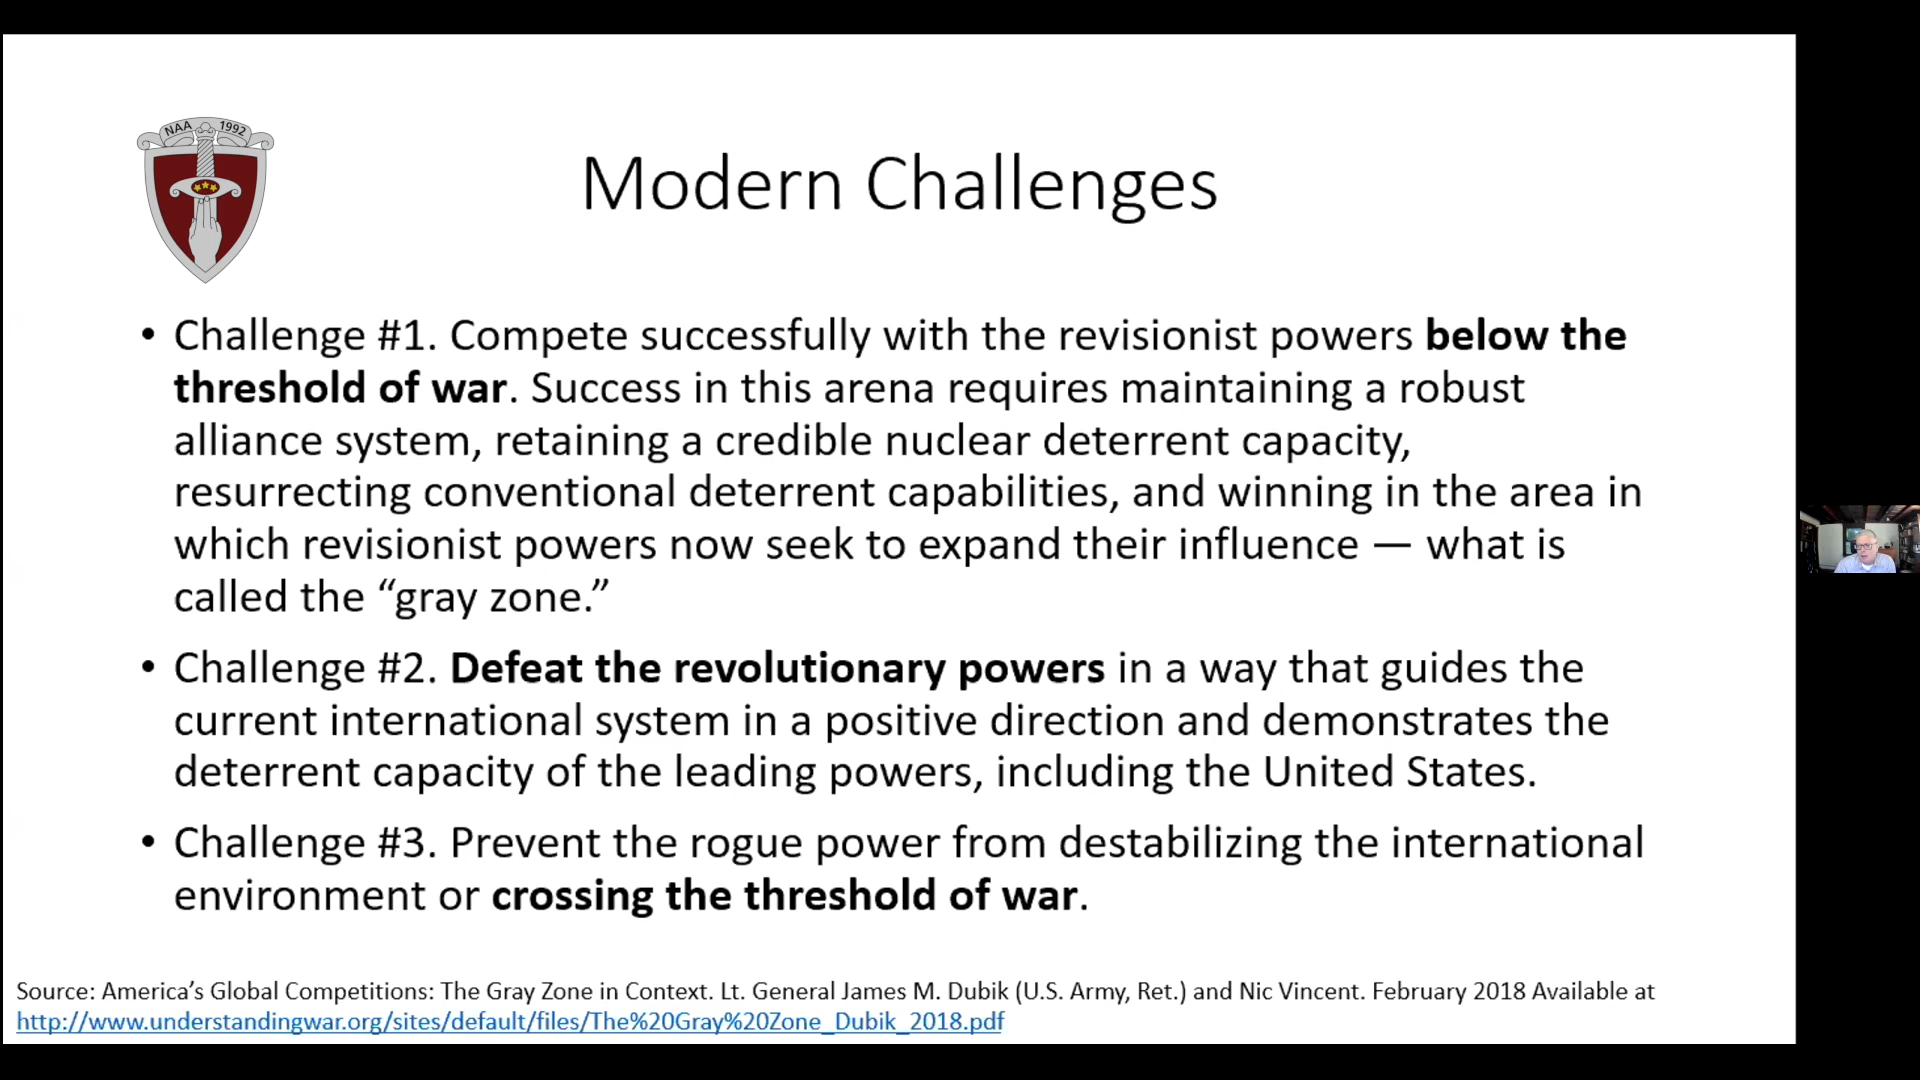 NAA 1992
Modern Challenges
• Challenge #1. Compete successfully with the revisionist powers below the
threshold of war. Success in this arena requires maintaining a robust
alliance system, retaining a credible nuclear deterrent capacity,
resurrecting conventional deterrent capabilities, and winning in the area in
which revisionist powers now seek to expand their influence — what is
called the “gray zone.”
• Challenge #2. Defeat the revolutionary powers in a way that guides the
current international system in a positive direction and demonstrates the
deterrent capacity of the leading powers, including the United States.
• Challenge #3. Prevent the rogue power from destabilizing the international
environment or crossing the threshold of war.
Source: America’s Global Competitions: The Gray Zone in Context. Lt. General James M. Dubik (U.S. Army, Ret.) and Nic Vincent. February 2018 Available at
http://www.understandingwar.org/sites/default/files/The%20Gray%20Zone_Dubik_2018.pdf